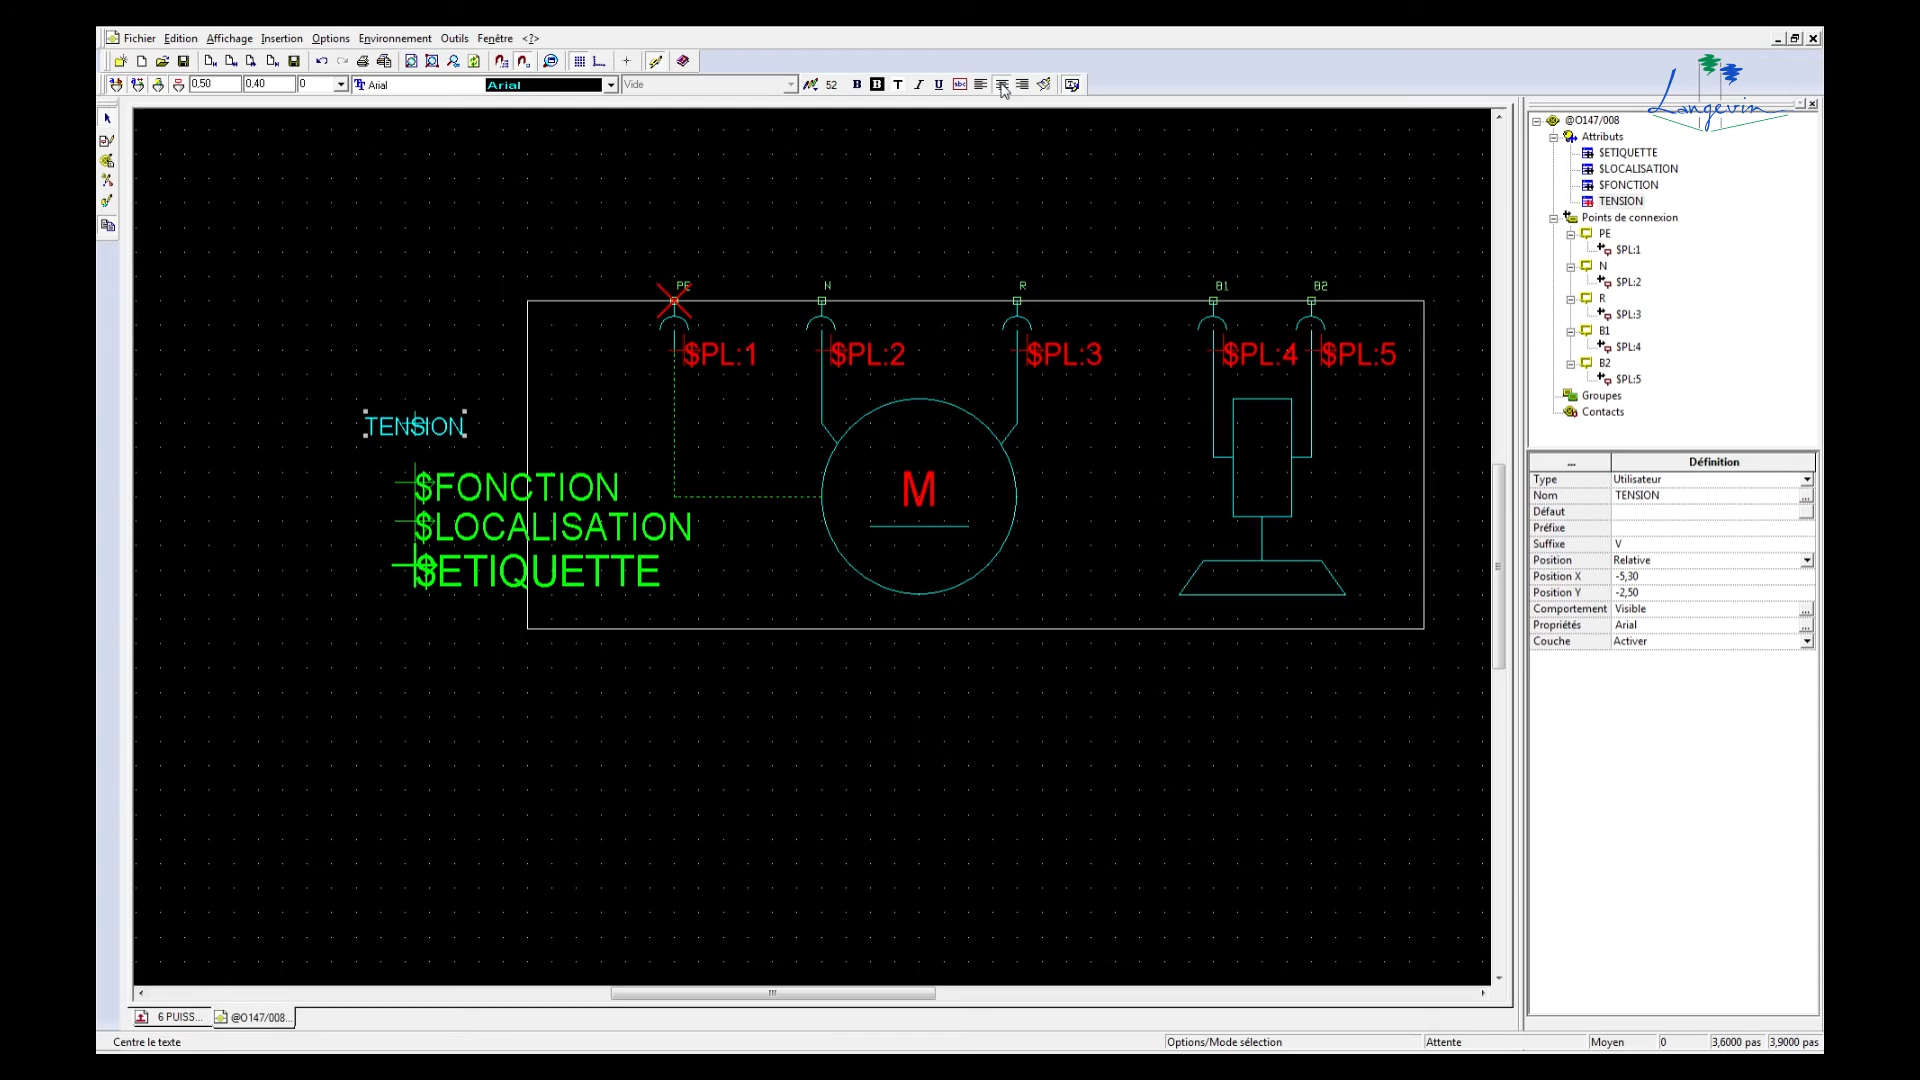 Fichier Edition Affichage Insertion Options Environnement Outils Fenêtre <?>
0,50 0,40 0 Arial Arial Vide 52 B B T I U abc
Langevin
@O147/008
Attributs
$ETIQUETTE
$LOCALISATION
$FONCTION
TENSION
Points de connexion
PE
$PL:1
N
$PL:2
R
$PL:3
B1
$PL:4
B2
$PL:5
Groupes
Contacts
PE N R B1 B2
$PL:1 $PL:2 $PL:3 $PL:4 $PL:5
TENSION
$FONCTION
$LOCALISATION
$ETIQUETTE
M
... Définition
Type Utilisateur
Nom TENSION
Défaut
Préfixe
Suffixe V
Position Relative
Position X -5,30
Position Y -2,50
Comportement Visible
Propriétés Arial
Couche Activer
6 PUISS... @O147/008...
Centre le texte Options/Mode sélection Attente Moyen 0 3,6000 pas 3,9000 pas